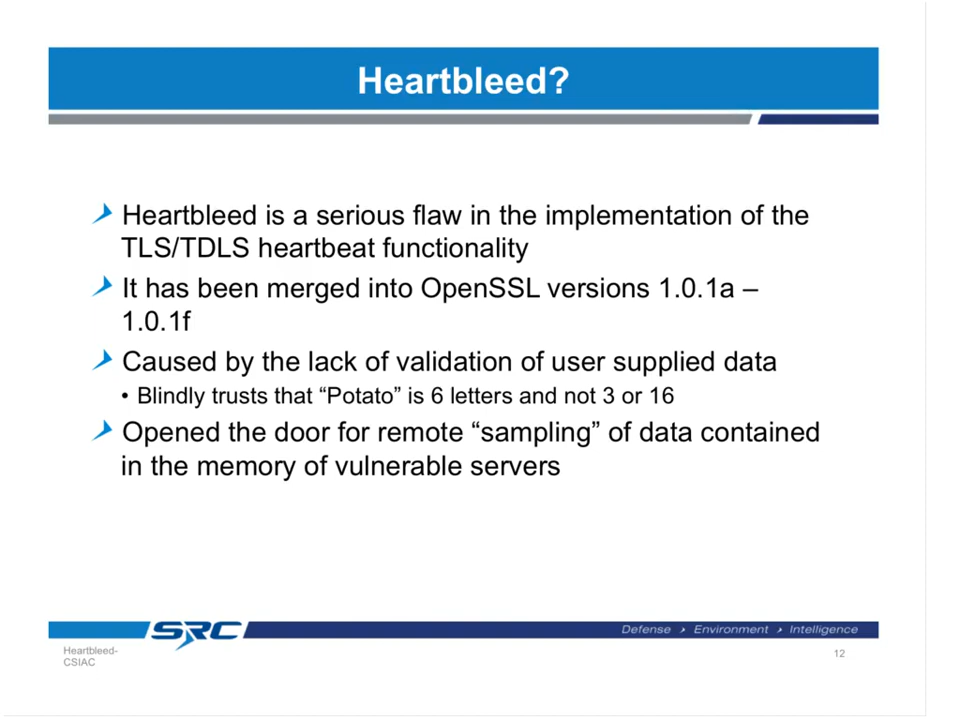 Heartbleed?
Heartbleed is a serious flaw in the implementation of the
TLS/TDLS heartbeat functionality
It has been merged into OpenSSL versions 1.0.1a –
1.0.1f
Caused by the lack of validation of user supplied data
• Blindly trusts that “Potato” is 6 letters and not 3 or 16
Opened the door for remote “sampling” of data contained
in the memory of vulnerable servers
SRC
Defense › Environment › Intelligence
Heartbleed-
CSIAC
12